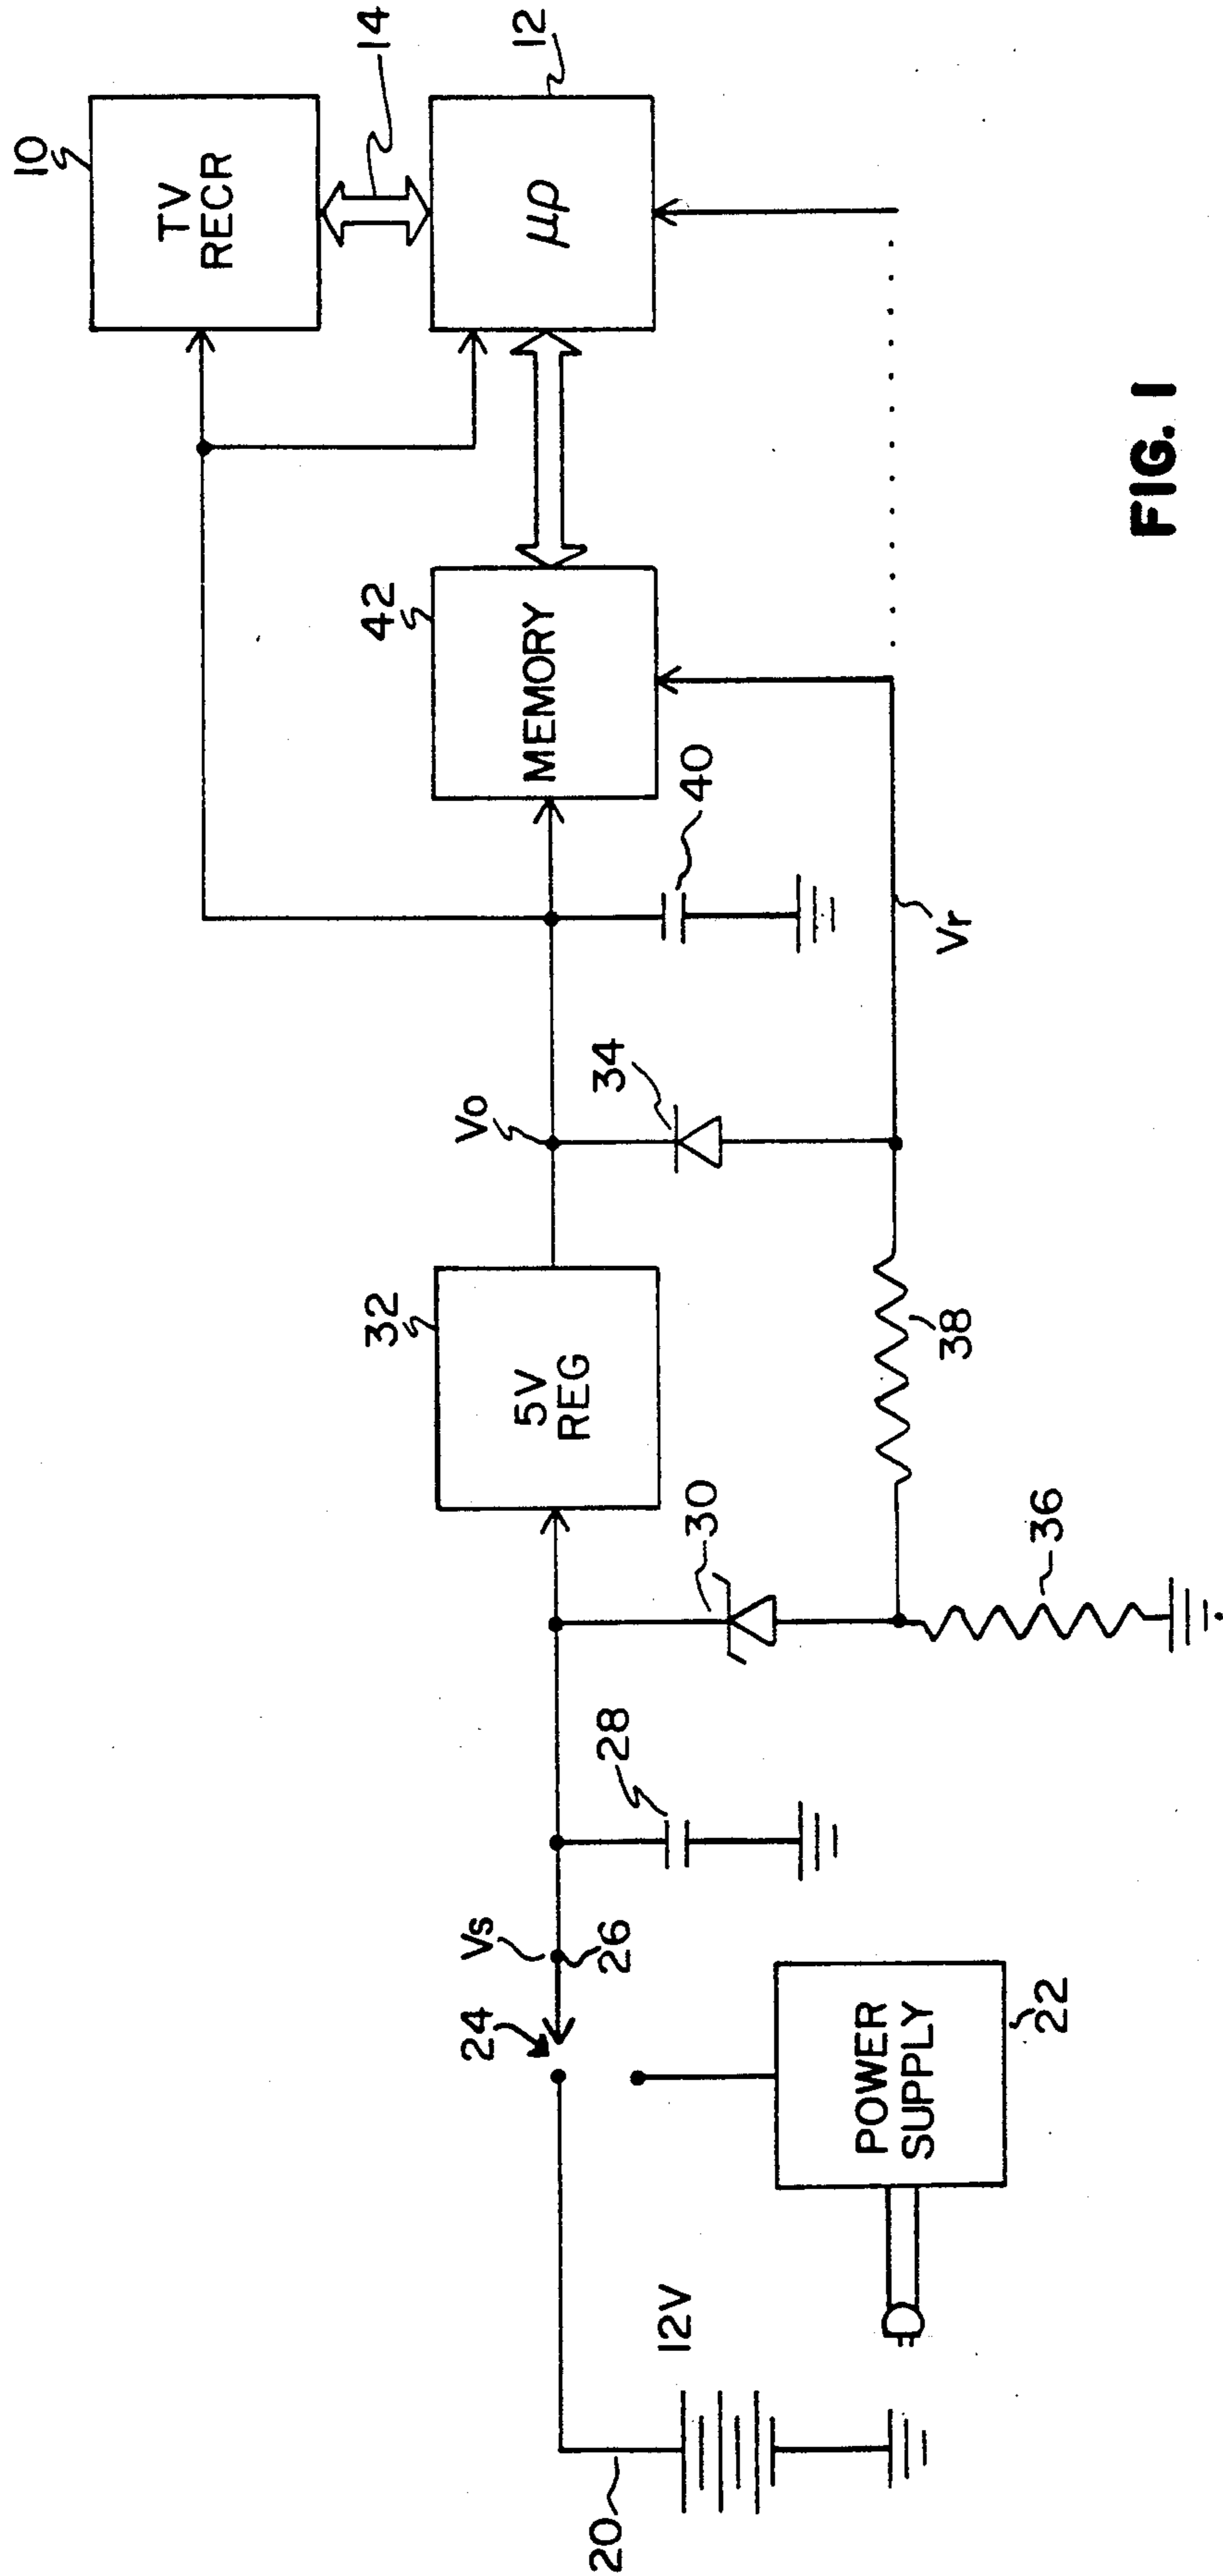 10
TV
RECR
14
12
μρ
42
MEMORY
40
Vo
34
Vr
32
5V
REG
38
30
36
28
Vs
26
24
POWER
SUPPLY
22
12V
20
FIG. 1